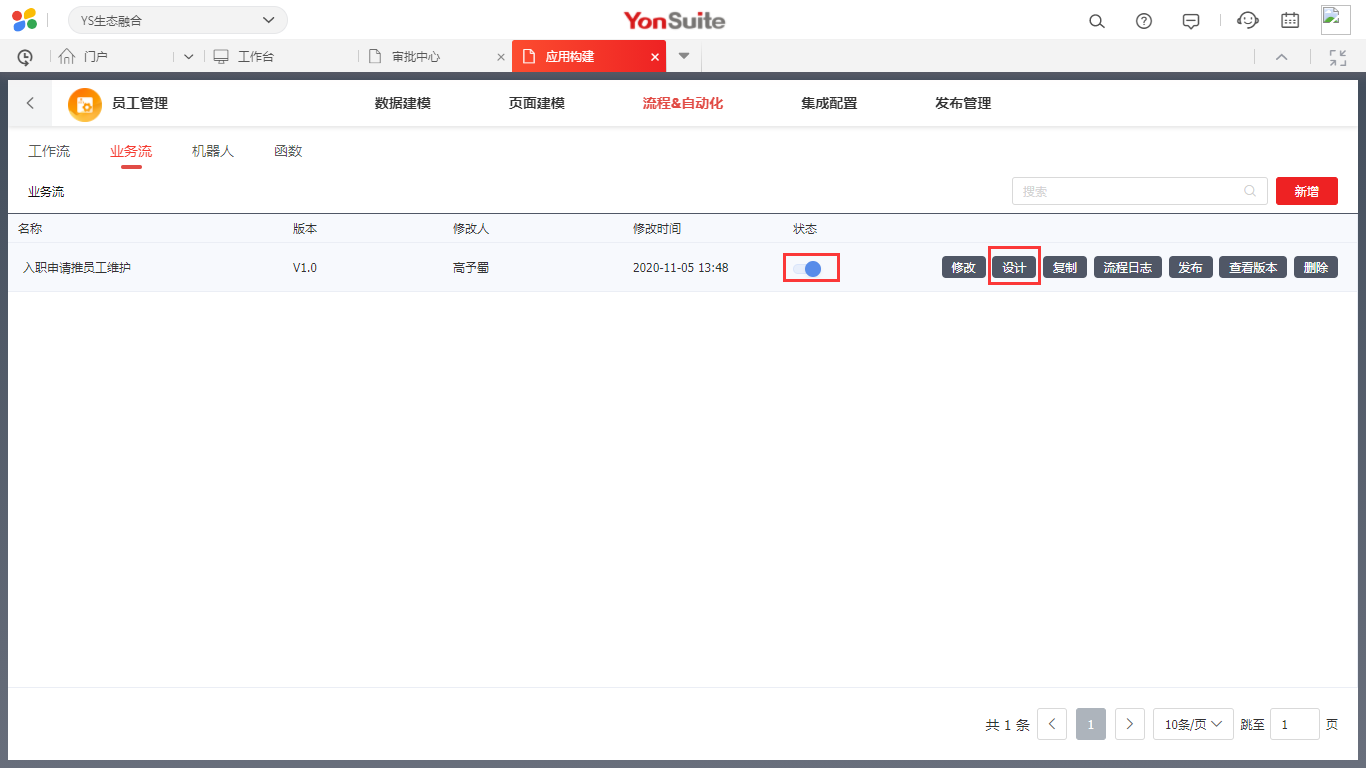 YS生态融合
YonSuite
门户
工作台
审批中心
应用构建
员工管理
数据建模
页面建模
流程&自动化
集成配置
发布管理
工作流
业务流
机器人
函数
业务流
搜索
新增
名称
版本
修改人
修改时间
状态
入职申请推员工维护
V1.0
高予蜀
2020-11-05 13:48
修改
设计
复制
流程日志
发布
查看版本
删除
共 1 条
1
10条/页
跳至
1
页